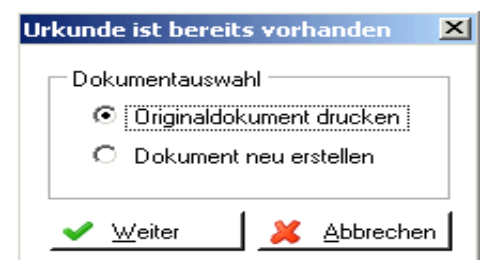 Urkunde ist bereits vorhanden
Dokumentauswahl
Originaldokument drucken
Dokument neu erstellen
Weiter Abbrechen